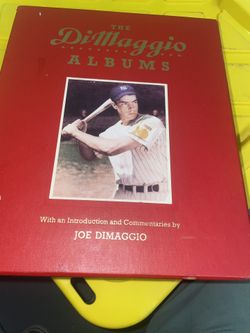 THE
DiMaggio
ALBUMS
With an Introduction and Commentaries by
JOE DIMAGGIO